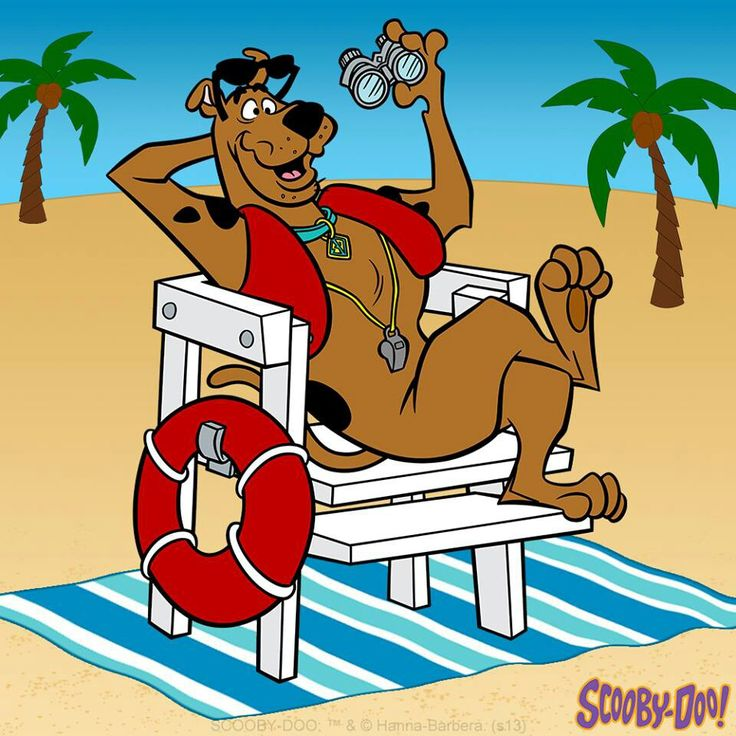 SCOOBY-DOO!
SCOOBY-DOO. ™ & © Hanna-Barbera. (s13)